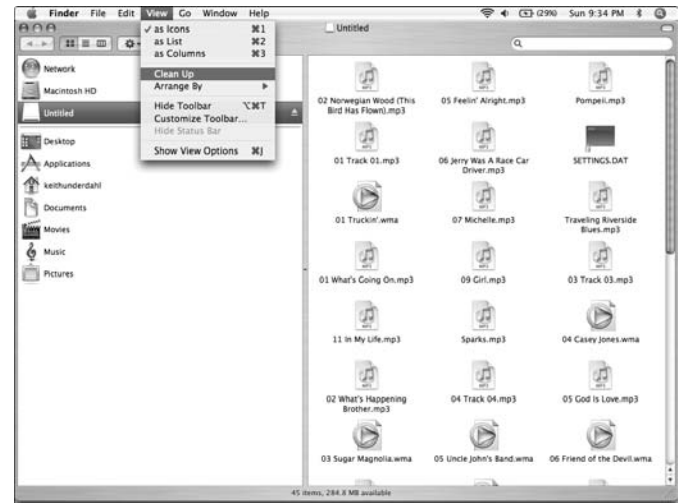 Finder File Edit View Go Window Help
(29%) Sun 9:34 PM
Untitled
✓ as Icons ⌘1
as List ⌘2
as Columns ⌘3
Clean Up
Arrange By
Hide Toolbar ⌥⌘T
Customize Toolbar...
Hide Status Bar
Show View Options ⌘J
Network
Macintosh HD
Untitled
Desktop
Applications
keithunderdahl
Documents
Movies
Music
Pictures
02 Norwegian Wood (This
Bird Has Flown).mp3
05 Feelin' Alright.mp3
Pompeii.mp3
01 Track 01.mp3
06 Jerry Was A Race Car
Driver.mp3
SETTINGS.DAT
01 Truckin'.wma
07 Michelle.mp3
Traveling Riverside
Blues.mp3
01 What's Going On.mp3
09 Girl.mp3
03 Track 03.mp3
11 In My Life.mp3
Sparks.mp3
04 Casey Jones.wma
02 What's Happening
Brother.mp3
04 Track 04.mp3
05 God Is Love.mp3
03 Sugar Magnolia.wma
05 Uncle John's Band.wma
06 Friend of the Devil.wma
45 items, 284.8 MB available